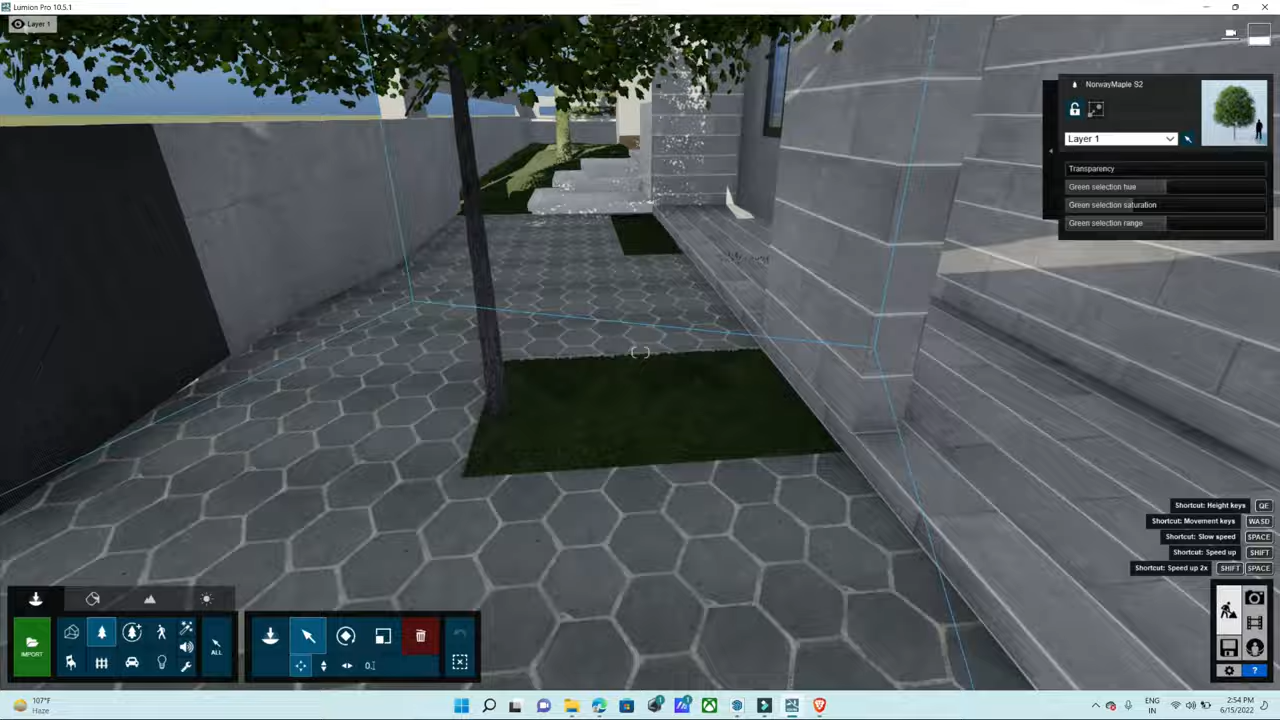 Lumion Pro 10.5.1
Layer 1
NorwayMaple S2
Layer 1
Transparency
Green selection hue
Green selection saturation
Green selection range
Shortcut: Height keys QE
Shortcut: Movement keys WASD
Shortcut: Slow speed SPACE
Shortcut: Speed up SHIFT
Shortcut: Speed up 2x SHIFT SPACE
IMPORT
ALL
?
107°F
Haze
ENG
IN
2:54 PM
6/15/2022